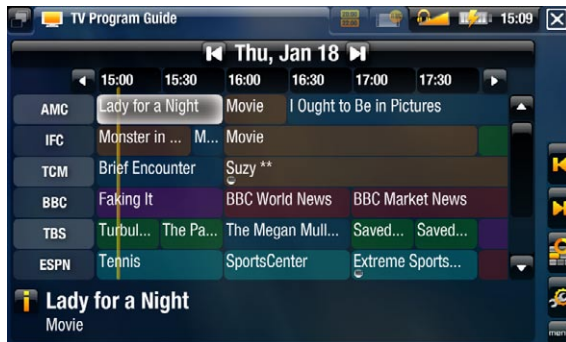 TV Program Guide 15:09
Thu, Jan 18
15:00 15:30 16:00 16:30 17:00 17:30
AMC Lady for a Night Movie I Ought to Be in Pictures
IFC Monster in ... M... Movie
TCM Brief Encounter Suzy **
BBC Faking It BBC World News BBC Market News
TBS Turbul... The Pa... The Megan Mull... Saved... Saved...
ESPN Tennis SportsCenter Extreme Sports...
Lady for a Night
Movie
menu